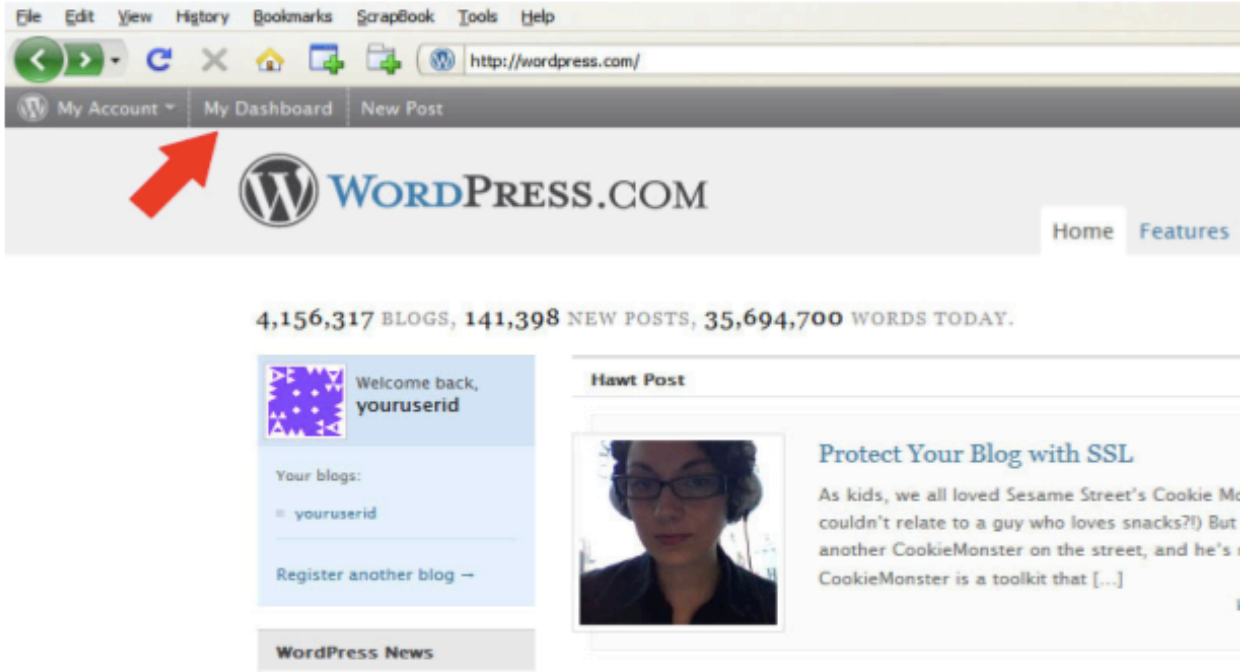 File Edit View History Bookmarks ScrapBook Tools Help
http://wordpress.com/
My Account My Dashboard New Post
WORDPRESS.COM
Home Features
4,156,317 BLOGS, 141,398 NEW POSTS, 35,694,700 WORDS TODAY.
Welcome back,
youruserid
Your blogs:
youruserid
Register another blog →
WordPress News
Hawt Post
Protect Your Blog with SSL
As kids, we all loved Sesame Street's Cookie Mo
couldn't relate to a guy who loves snacks?!) But
another CookieMonster on the street, and he's
CookieMonster is a toolkit that [...]